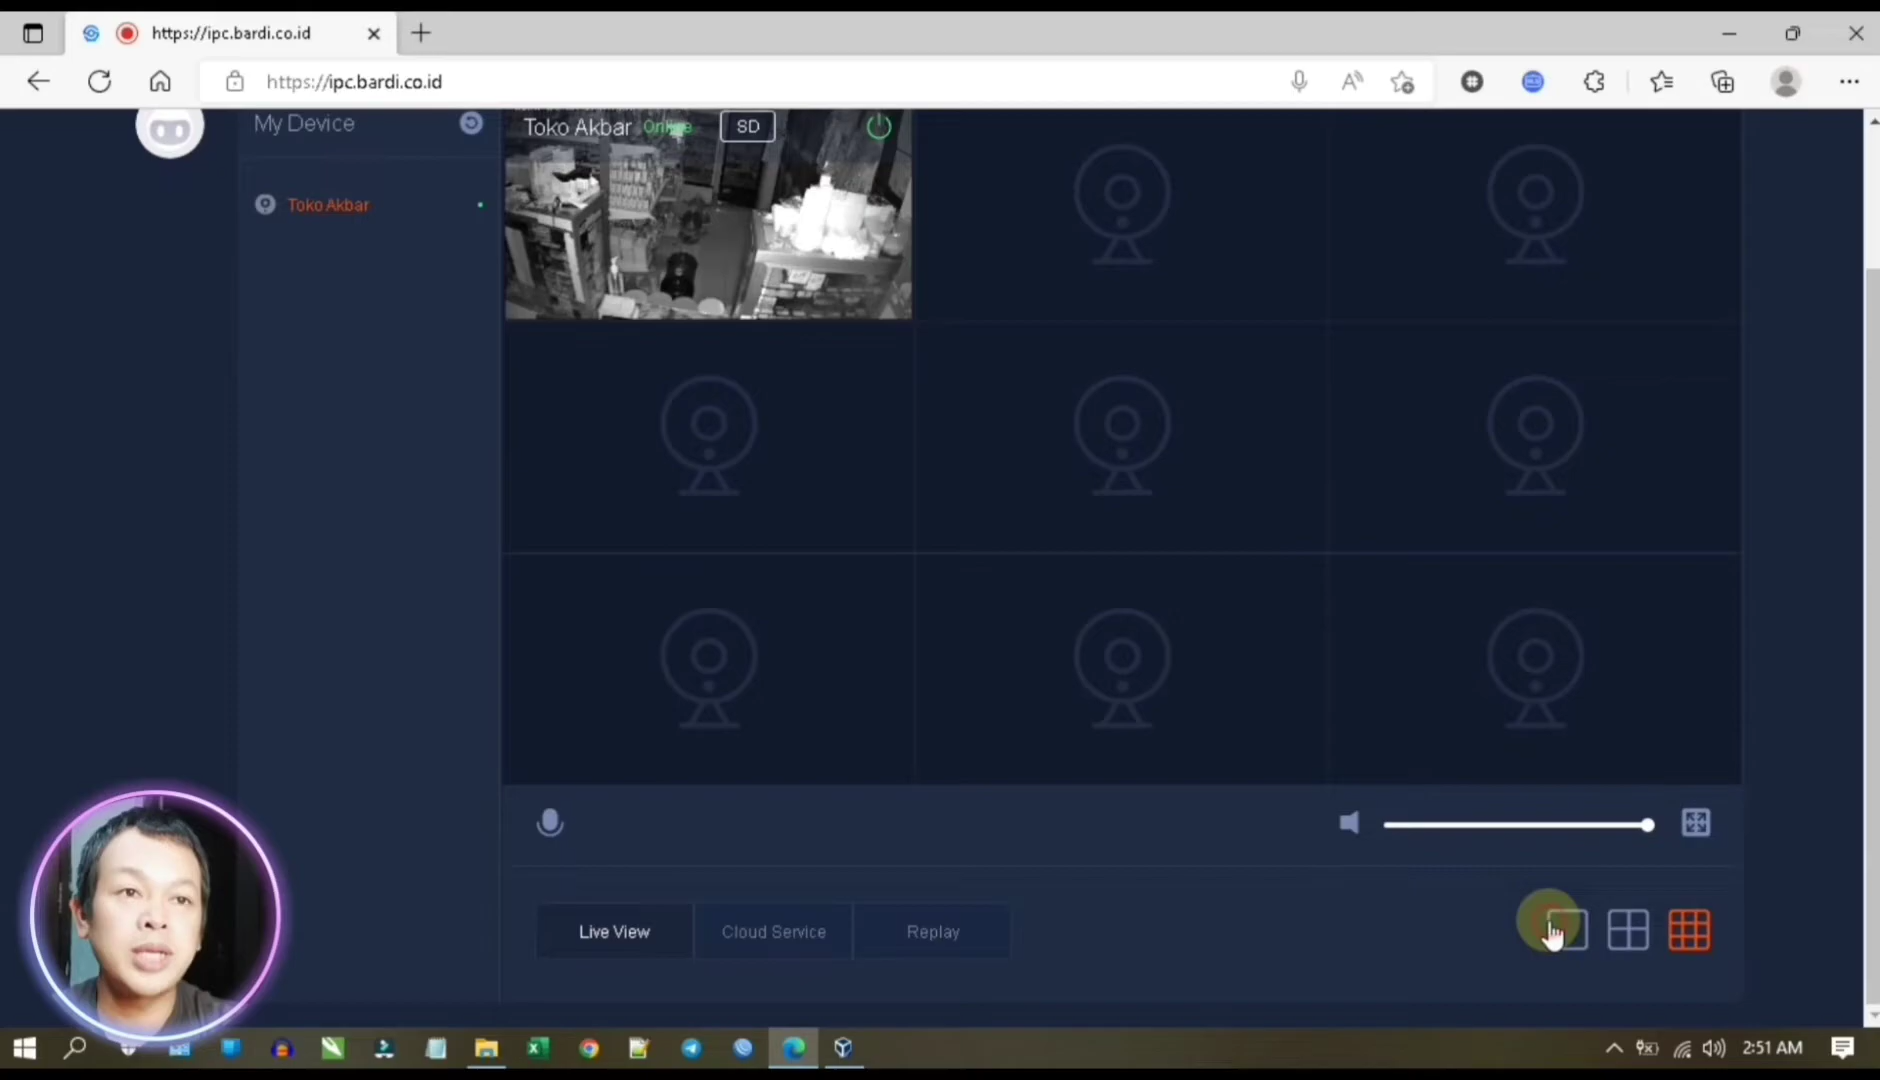 https://ipc.bardi.co.id
https://ipc.bardi.co.id
My Device
Toko Akbar Online SD
Toko Akbar
Live View
Cloud Service
Replay
2:51 AM